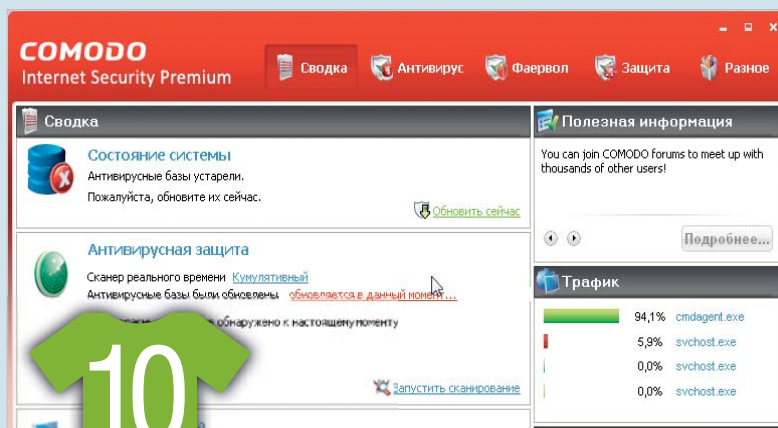 COMODO
Internet Security Premium
Сводка
Антивирус
Фаервол
Защита
Разное
Сводка
Состояние системы
Антивирусные базы устарели.
Пожалуйста, обновите их сейчас.
Обновить сейчас
Антивирусная защита
Сканер реального времени Кумулятивный
Антивирусные базы были обновлены обновляется в данный момент...
обнаружено к настоящему моменту
Запустить сканирование
10
Полезная информация
You can join COMODO forums to meet up with
thousands of other users!
Подробнее...
Трафик
94,1% cmdagent.exe
5,9% svchost.exe
0,0% svchost.exe
0,0% svchost.exe